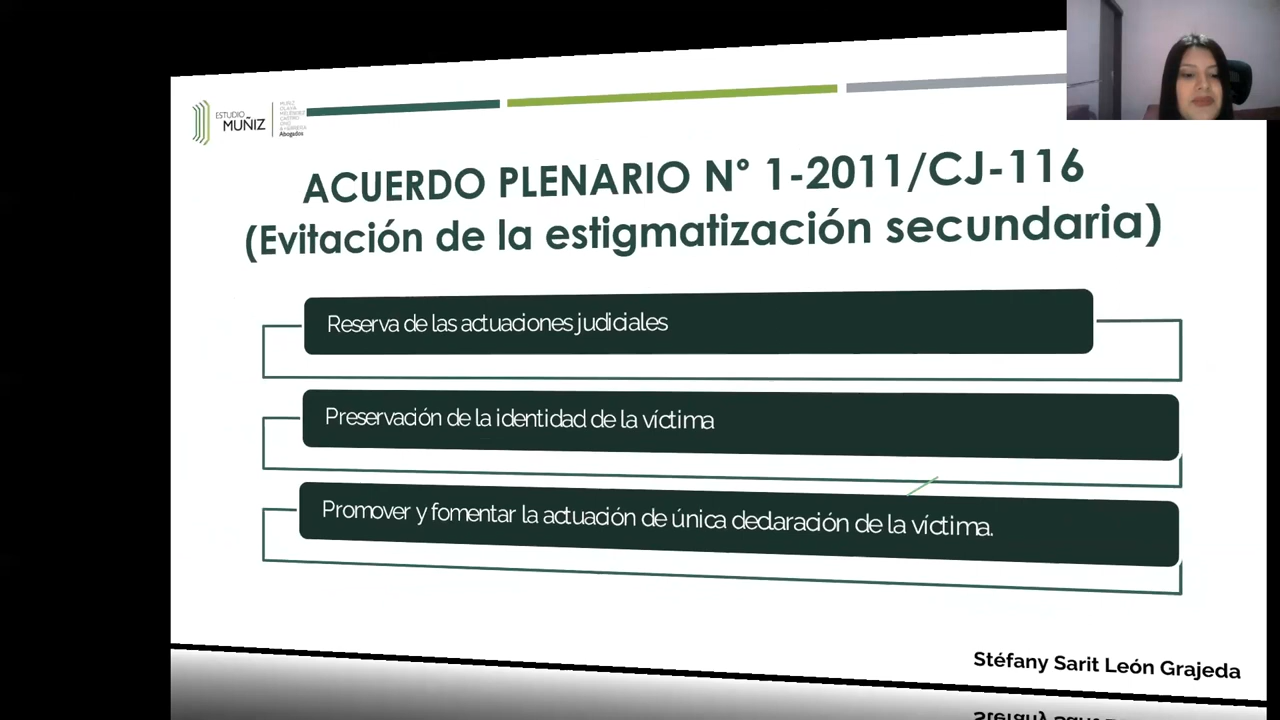 ESTUDIO
MUÑIZ
Abogados
ACUERDO PLENARIO N° 1-2011/CJ-116
(Evitación de la estigmatización secundaria)
Reserva de las actuaciones judiciales
Preservación de la identidad de la víctima
Promover y fomentar la actuación de única declaración de la víctima.
Stéfany Sarit León Grajeda